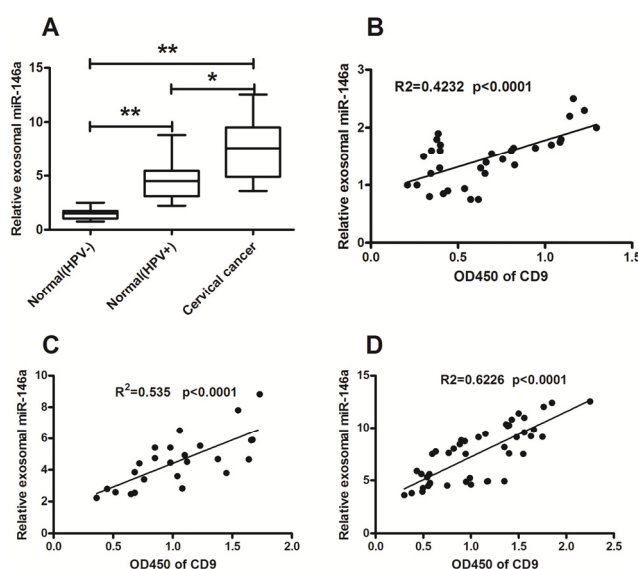 A
Relative exosomal miR-146a
15
10
5
0
**
**
*
Normal(HPV-)
Normal(HPV+)
Cervical cancer
B
Relative exosomal miR-146a
3
2
1
0
R2=0.4232 p<0.0001
0.0 0.5 1.0 1.5
OD450 of CD9
C
Relative exosomal miR-146a
10
8
6
4
2
0
R²=0.535 p<0.0001
0.0 0.5 1.0 1.5 2.0
OD450 of CD9
D
Relative exosomal miR-146a
15
10
5
0
R2=0.6226 p<0.0001
0.0 0.5 1.0 1.5 2.0 2.5
OD450 of CD9